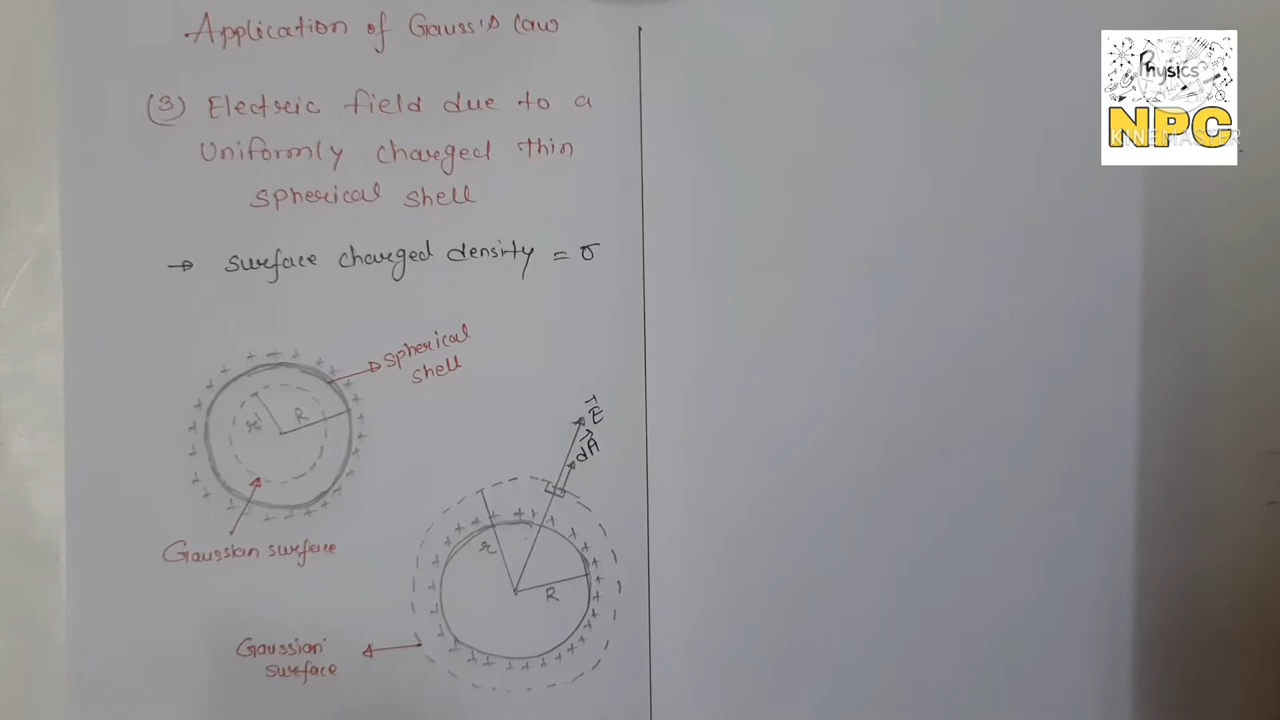 Application of Gauss's law
(3) Electric field due to a
Uniformly charged thin
spherical shell
→ surface charged density = σ
spherical
shell
r
R
Gaussian surface
E
dA
r
R
Gaussian
surface
Physics
NPC
KINEMASTER